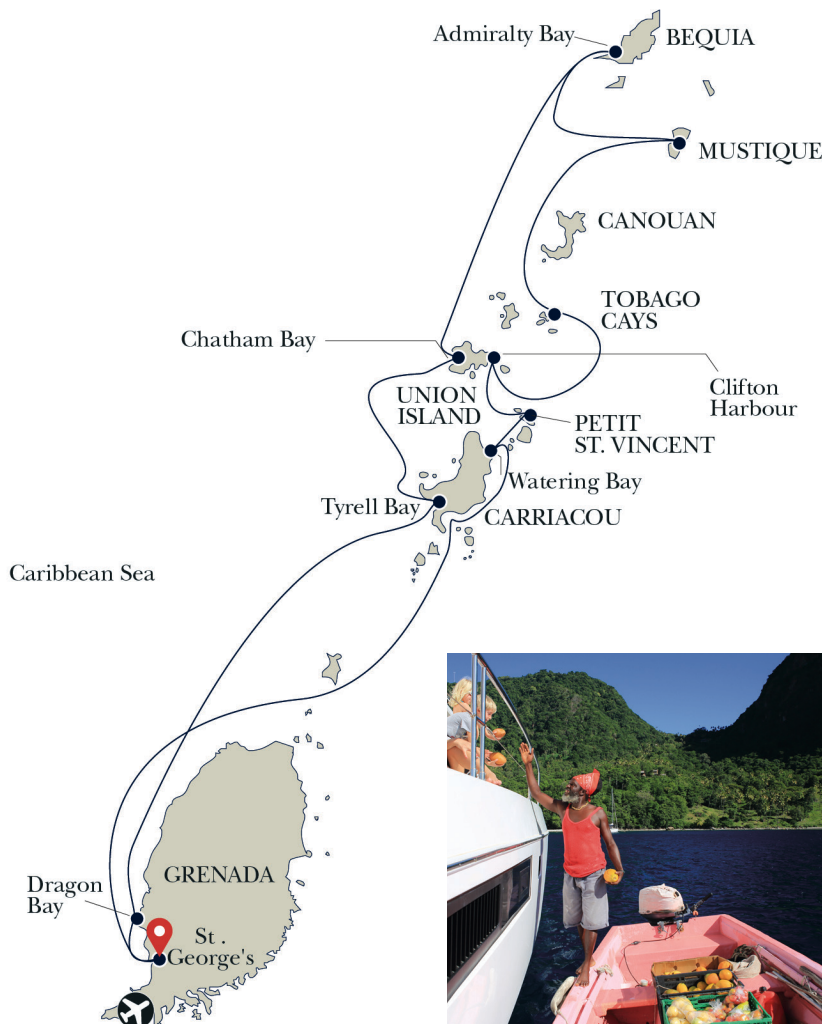 Admiralty Bay
BEQUIA
MUSTIQUE
CANOUAN
TOBAGO
CAYS
Chatham Bay
Clifton
Harbour
UNION
ISLAND
PETIT
ST. VINCENT
Watering Bay
Tyrell Bay
CARRIACOU
Caribbean Sea
GRENADA
Dragon
Bay
St .
George's